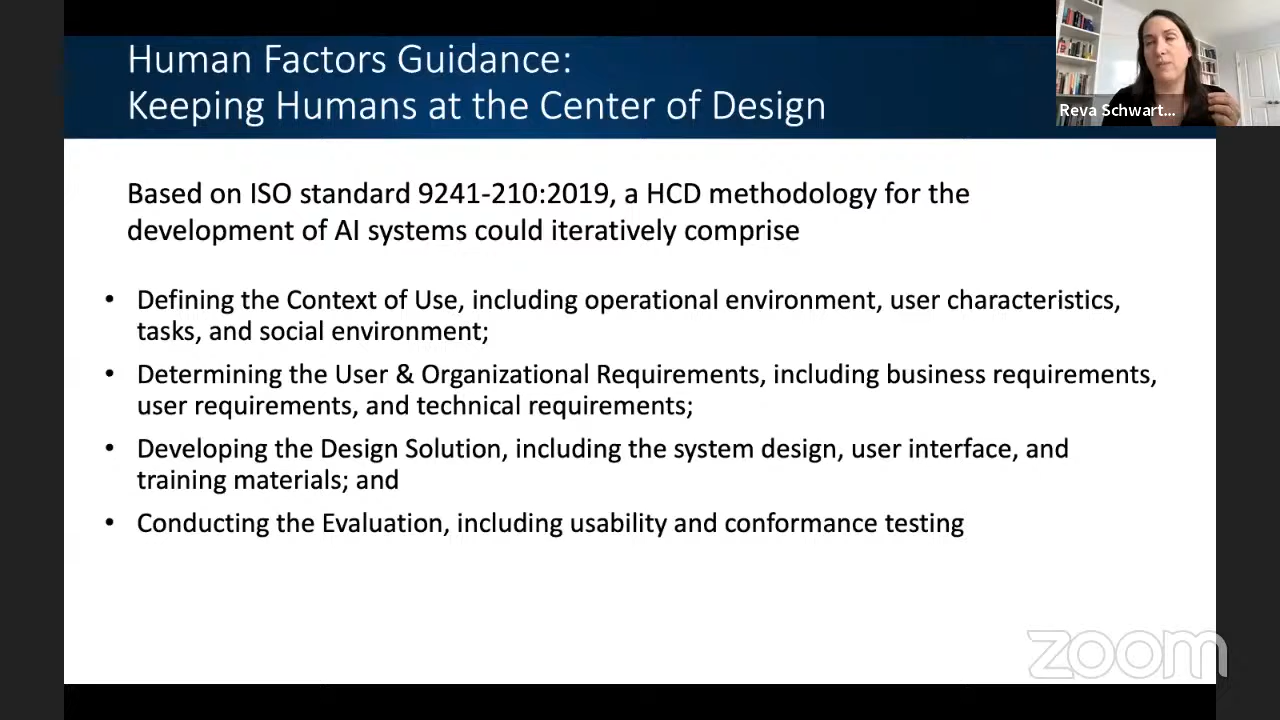 Human Factors Guidance:
Keeping Humans at the Center of Design
Reva Schwart...
Based on ISO standard 9241-210:2019, a HCD methodology for the
development of AI systems could iteratively comprise
• Defining the Context of Use, including operational environment, user characteristics,
tasks, and social environment;
• Determining the User & Organizational Requirements, including business requirements,
user requirements, and technical requirements;
• Developing the Design Solution, including the system design, user interface, and
training materials; and
• Conducting the Evaluation, including usability and conformance testing
zoom